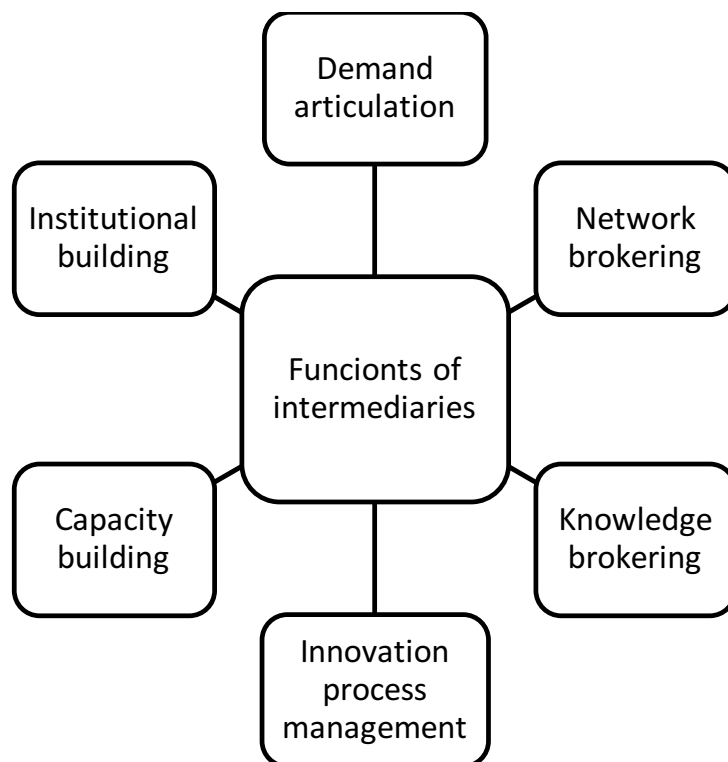 Demand
articulation
Institutional
building
Network
brokering
Funcionts of
intermediaries
Capacity
building
Knowledge
brokering
Innovation
process
management